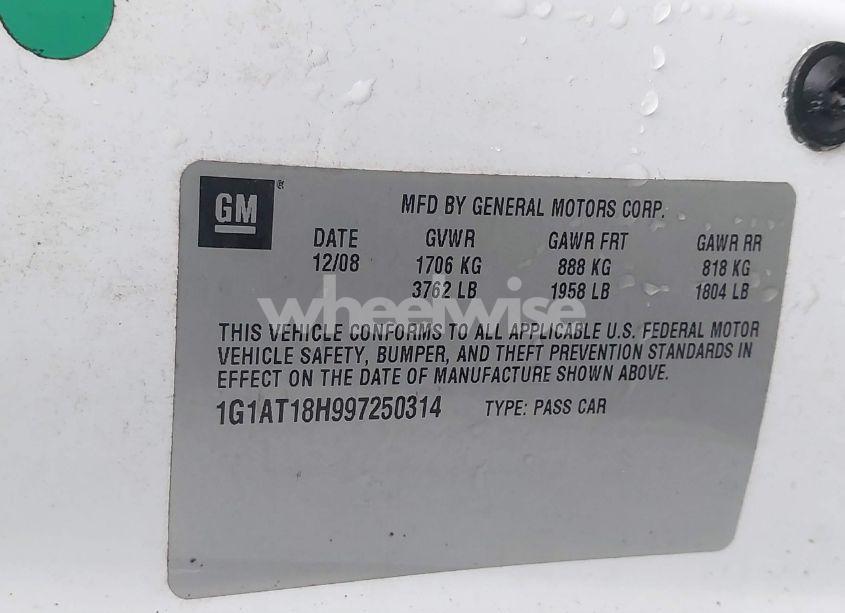 GM ® MFD BY GENERAL MOTORS CORP.
DATE GVWR GAWR FRT GAWR RR
12/08 1706 KG 888 KG 818 KG
3762 LB 1958 LB 1804 LB
wheelwise
THIS VEHICLE CONFORMS TO ALL APPLICABLE U.S. FEDERAL MOTOR
VEHICLE SAFETY, BUMPER, AND THEFT PREVENTION STANDARDS IN
EFFECT ON THE DATE OF MANUFACTURE SHOWN ABOVE.
1G1AT18H997250314 TYPE: PASS CAR